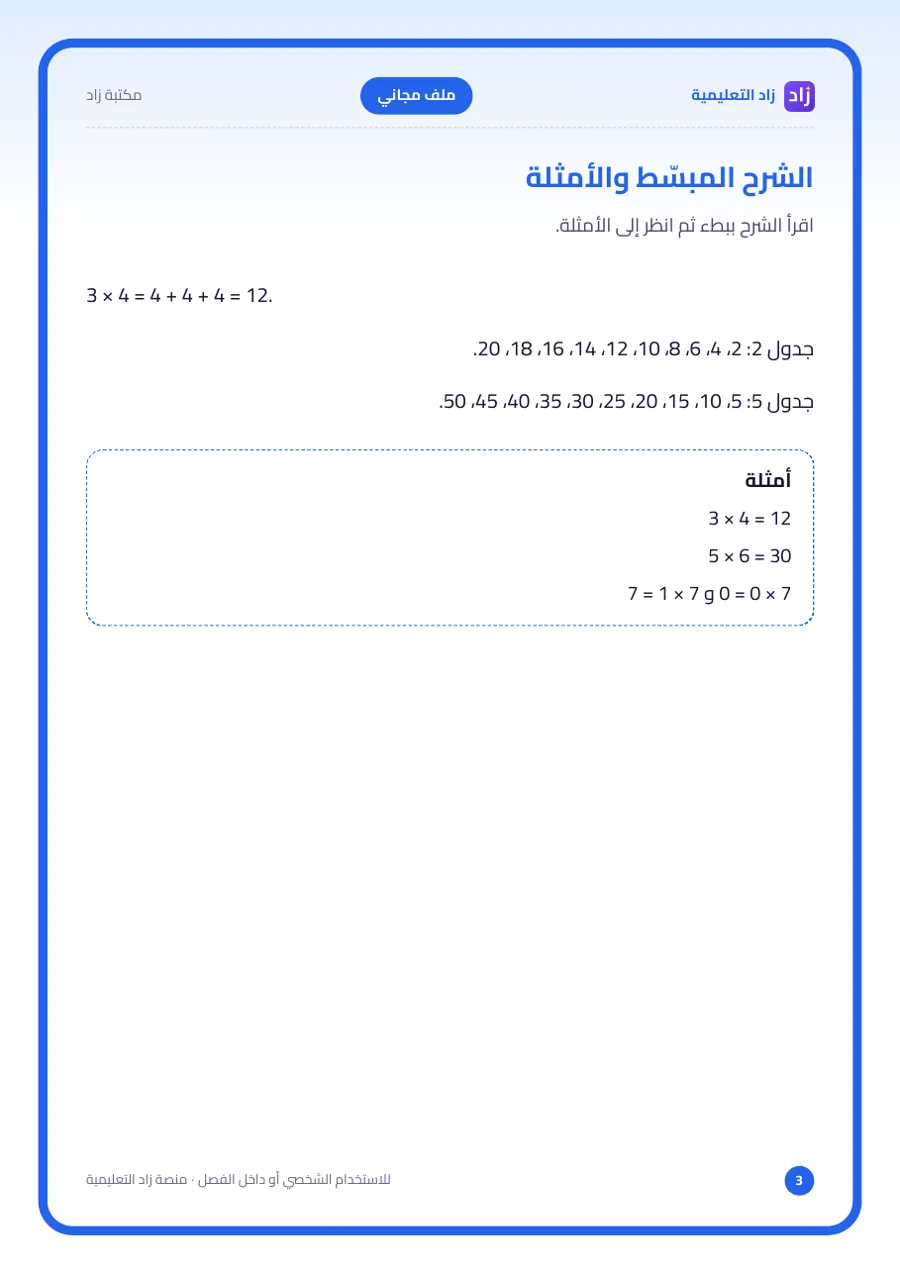 زاد زاد التعليمية
ملف مجاني
مكتبة زاد
الشرح المبسّط والأمثلة
اقرأ الشرح ببطء ثم انظر إلى الأمثلة.
3 × 4 = 4 + 4 + 4 = 12.
جدول 2: 2، 4، 6، 8، 10، 12، 14، 16، 18، 20.
جدول 5: 5، 10، 15، 20، 25، 30، 35، 40، 45، 50.
أمثلة
3 × 4 = 12
5 × 6 = 30
7 × 0 = 0 و 7 × 1 = 7
3
للاستخدام الشخصي أو داخل الفصل · منصة زاد التعليمية